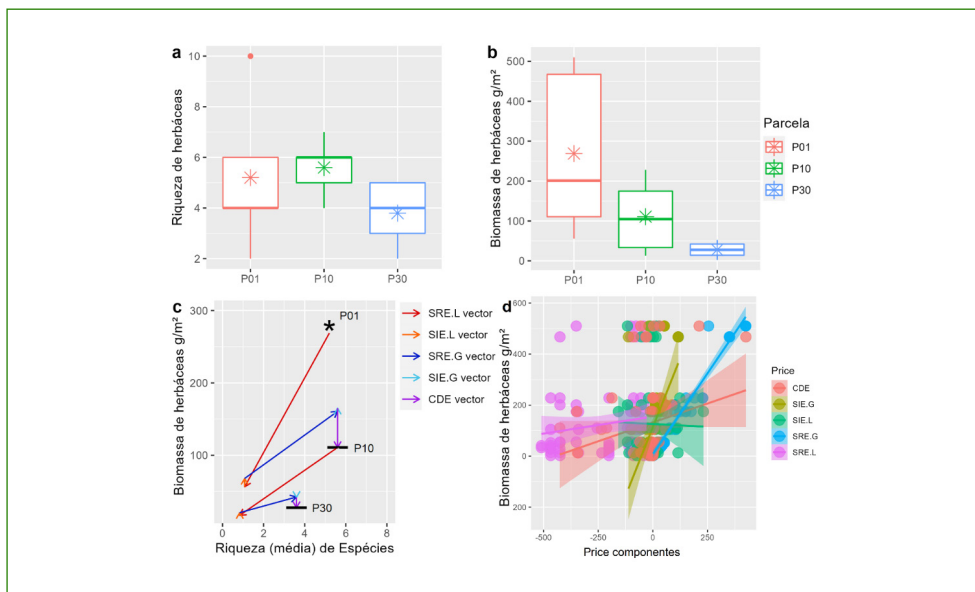 a
Riqueza de herbáceas
10
8
6
4
2
P01
P10
P30
b
Biomassa de herbáceas g/m²
500
400
300
200
100
0
P01
P10
P30
Parcela
P01
P10
P30
c
Biomassa de herbáceas g/m²
300
200
100
0
2
4
6
8
Riqueza (média) de Espécies
P01
P10
P30
SRE.L vector
SIE.L vector
SRE.G vector
SIE.G vector
CDE vector
d
Biomassa de herbáceas g/m²
600
400
200
0
200
-500
-250
0
250
Price componentes
Price
CDE
SIE.G
SIE.L
SRE.G
SRE.L